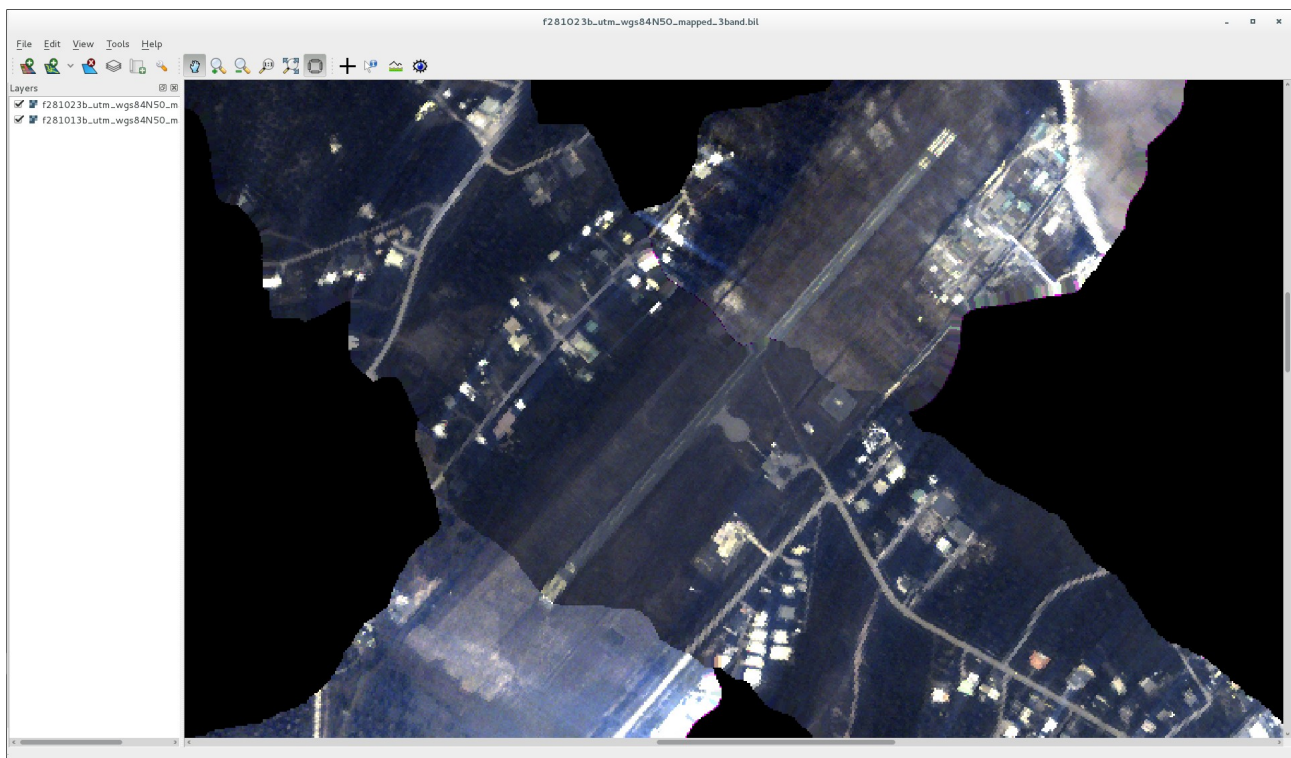 f281023b_utm_wgs84N50_mapped_3band.bil
File Edit View Tools Help
Layers
f281023b_utm_wgs84N50_m
f281013b_utm_wgs84N50_m